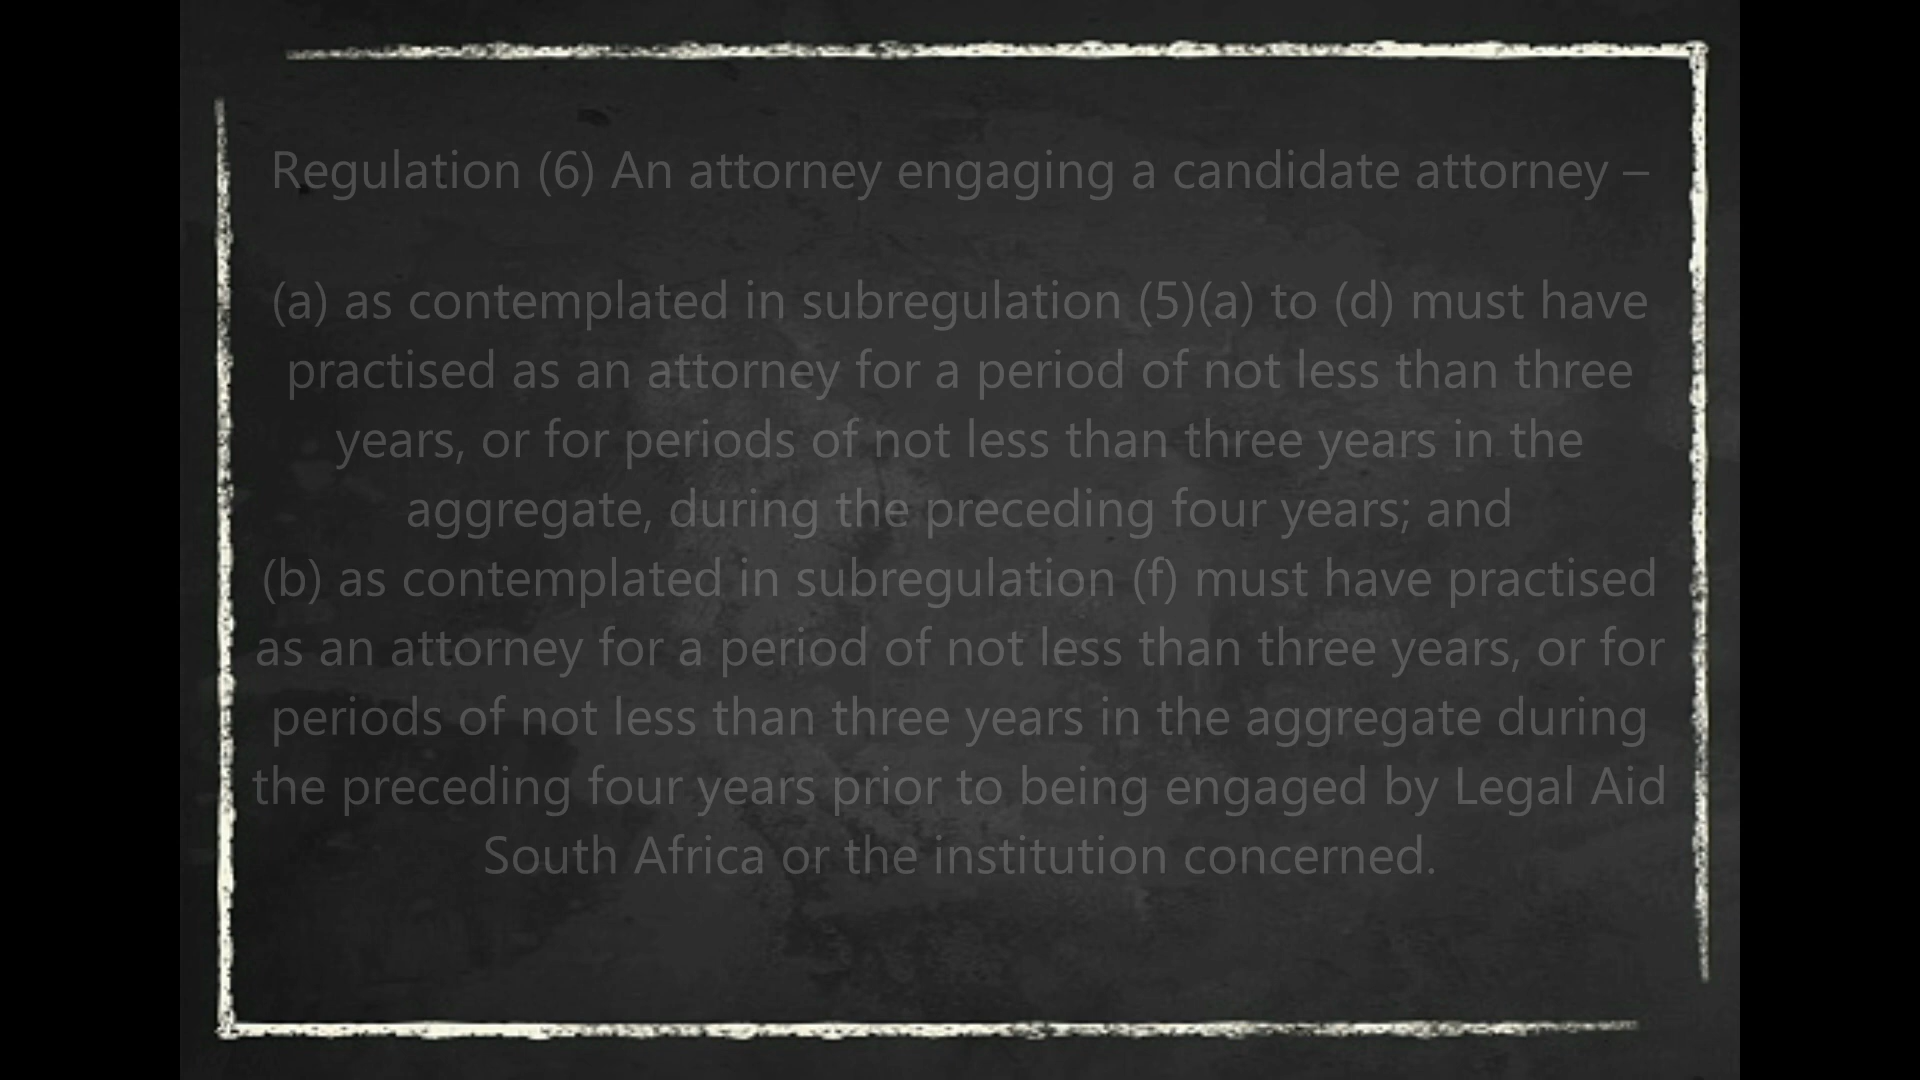 Regulation (6) An attorney engaging a candidate attorney –
(a) as contemplated in subregulation (5)(a) to (d) must have
practised as an attorney for a period of not less than three
years, or for periods of not less than three years in the
aggregate, during the preceding four years; and
(b) as contemplated in subregulation (f) must have practised
as an attorney for a period of not less than three years, or for
periods of not less than three years in the aggregate during
the preceding four years prior to being engaged by Legal Aid
South Africa or the institution concerned.